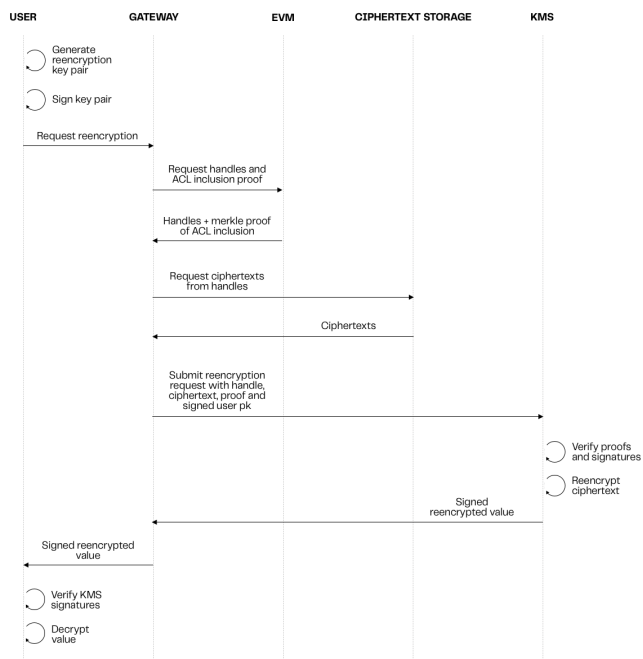 USER
GATEWAY
EVM
CIPHERTEXT STORAGE
KMS
Generate
reencryption
key pair
Sign key pair
Request reencryption
Request handles and
ACL inclusion proof
Handles + merkle proof
of ACL inclusion
Request ciphertexts
from handles
Ciphertexts
Submit reencryption
request with handle,
ciphertext, proof and
signed user pk
Verify proofs
and signatures
Reencrypt
ciphertext
Signed
reencrypted value
Signed reencrypted
value
Verify KMS
signatures
Decrypt
value